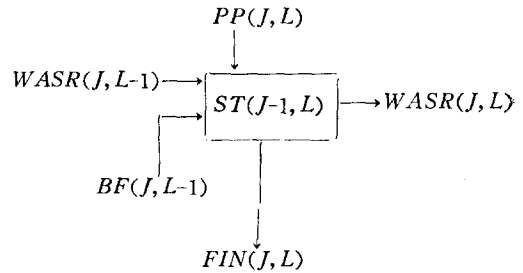 PP(J, L)
WASR(J, L-1)
ST(J-1, L)
WASR(J, L)
BF(J, L-1)
FIN(J, L)